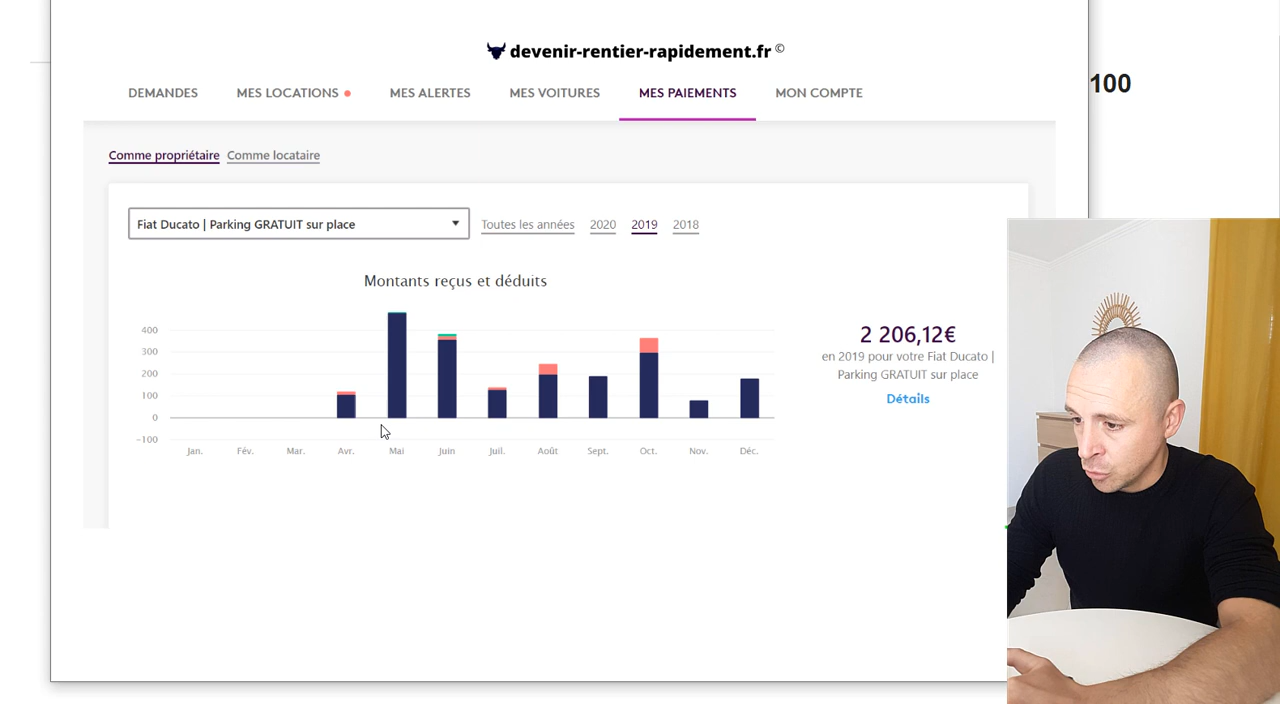 devenir-rentier-rapidement.fr ©
DEMANDES MES LOCATIONS MES ALERTES MES VOITURES MES PAIEMENTS MON COMPTE
100
Comme propriétaire Comme locataire
Fiat Ducato | Parking GRATUIT sur place Toutes les années 2020 2019 2018
Montants reçus et déduits
400
300
200
100
0
-100
Jan. Fév. Mar. Avr. Mai Juin Juil. Août Sept. Oct. Nov. Déc.
2 206,12€
en 2019 pour votre Fiat Ducato |
Parking GRATUIT sur place
Détails